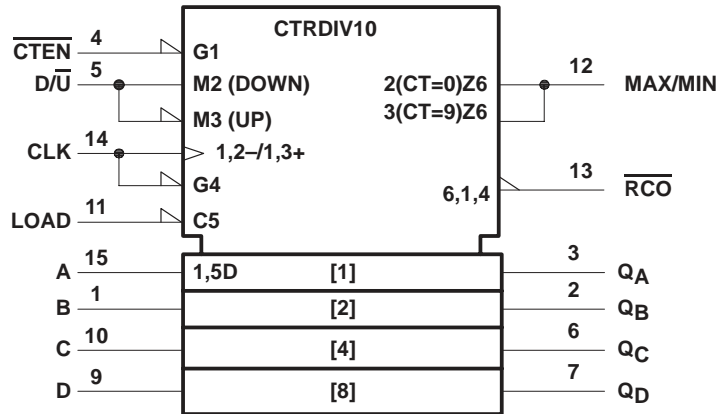 CTRDIV10
C̅T̅E̅N̅ 4 G1
D/U̅ 5 M2 (DOWN) 2(CT=0)Z6 12 MAX/MIN
M3 (UP) 3(CT=9)Z6
CLK 14 1,2–/1,3+
G4 6,1,4 13 R̅C̅O̅
LOAD 11 C5
A 15 1,5D [1] 3 QA
B 1 [2] 2 QB
C 10 [4] 6 QC
D 9 [8] 7 QD